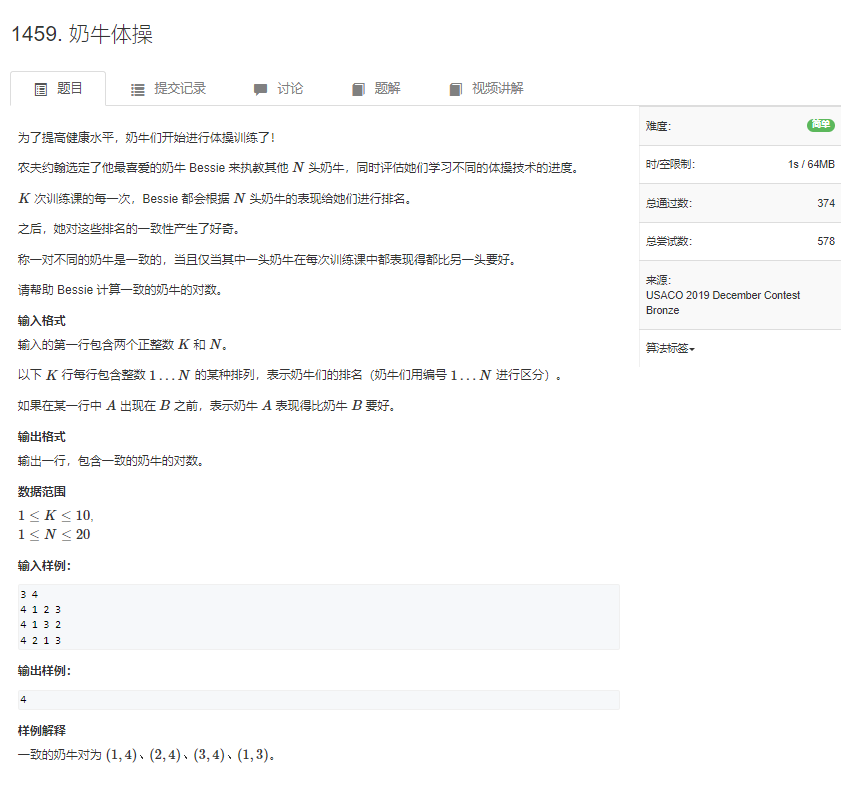 1459. 奶牛体操
题目
提交记录
讨论
题解
视频讲解
为了提高健康水平，奶牛们开始进行体操训练了！
农夫约翰选定了他最喜爱的奶牛 Bessie 来执教其他 N 头奶牛，同时评估她们学习不同的体操技术的进度。
K 次训练课的每一次，Bessie 都会根据 N 头奶牛的表现给她们进行排名。
之后，她对这些排名的一致性产生了好奇。
称一对不同的奶牛是一致的，当且仅当其中一头奶牛在每次训练课中都表现得都比另一头要好。
请帮助 Bessie 计算一致的奶牛的对数。
输入格式
输入的第一行包含两个正整数 K 和 N。
以下 K 行每行包含整数 1…N 的某种排列，表示奶牛们的排名（奶牛们用编号 1…N 进行区分）。
如果在某一行中 A 出现在 B 之前，表示奶牛 A 表现得比奶牛 B 要好。
输出格式
输出一行，包含一致的奶牛的对数。
数据范围
1 ≤ K ≤ 10,
1 ≤ N ≤ 20
输入样例：
3 4
4 1 2 3
4 1 3 2
4 2 1 3
输出样例：
4
样例解释
一致的奶牛对为 (1,4)、(2,4)、(3,4)、(1,3)。
难度：
简单
时/空限制：
1s / 64MB
总通过数：
374
总尝试数：
578
来源：
USACO 2019 December Contest
Bronze
算法标签